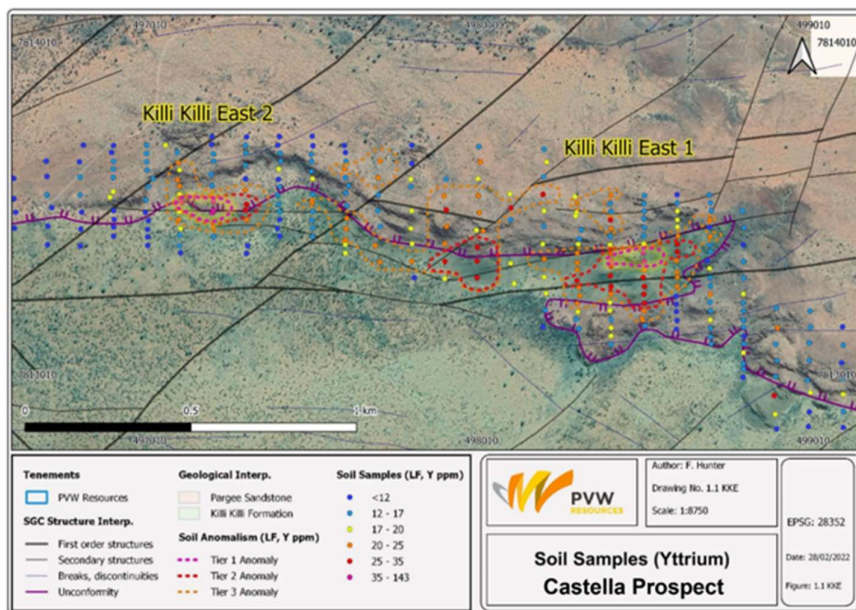 497010
498010
499010
7814010
7814010
Killi Killi East 2
Killi Killi East 1
7813010
7813010
0
0.5
1 km
497010
498010
499010
Tenements
PVW Resources
SGC Structure Interp.
First order structures
Secondary structures
Breaks, discontinuities
Unconformity
Geological Interp.
Pargee Sandstone
Killi Killi Formation
Soil Anomalism (LF, Y ppm)
Tier 1 Anomaly
Tier 2 Anomaly
Tier 3 Anomaly
Soil Samples (LF, Y ppm)
<12
12 - 17
17 - 20
20 - 25
25 - 35
35 - 143
PVW
RESOURCES
Author: F. Hunter
Drawing No. 1.1 KKE
Scale: 1:8750
Soil Samples (Yttrium)
Castella Prospect
EPSG: 28352
Date: 28/02/2022
Figure: 1.1 KKE